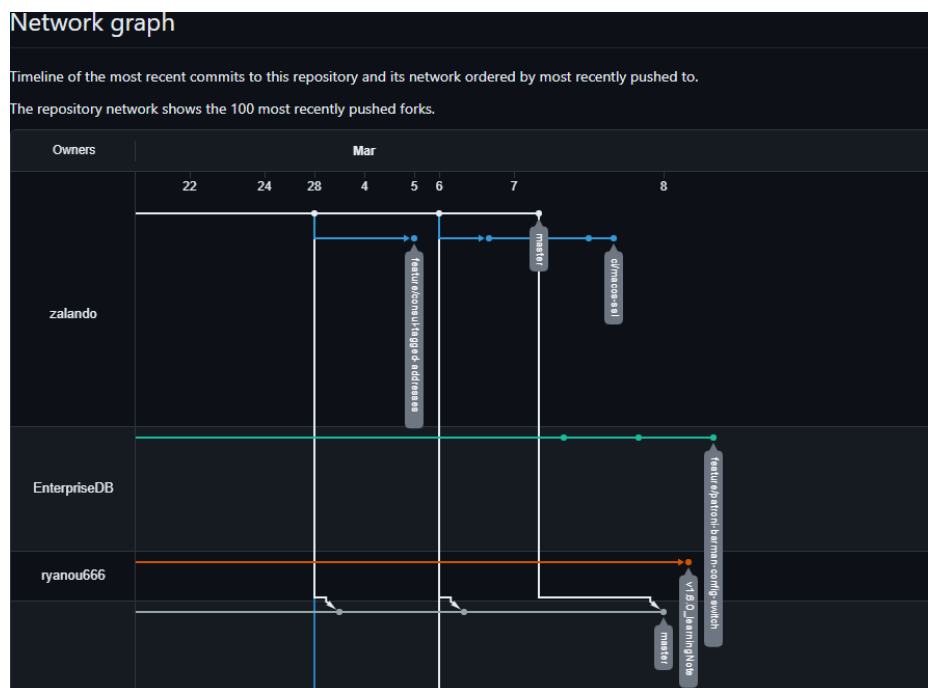 Network graph
Timeline of the most recent commits to this repository and its network ordered by most recently pushed to.
The repository network shows the 100 most recently pushed forks.
Owners
Mar
22 24 28 4 5 6 7 8
zalando
master
ci/macos-ssl
feature/consul-tagged-addresses
EnterpriseDB
feature/patroni-barman-config-switch
ryanou666
v1.6.0_learningNote
master